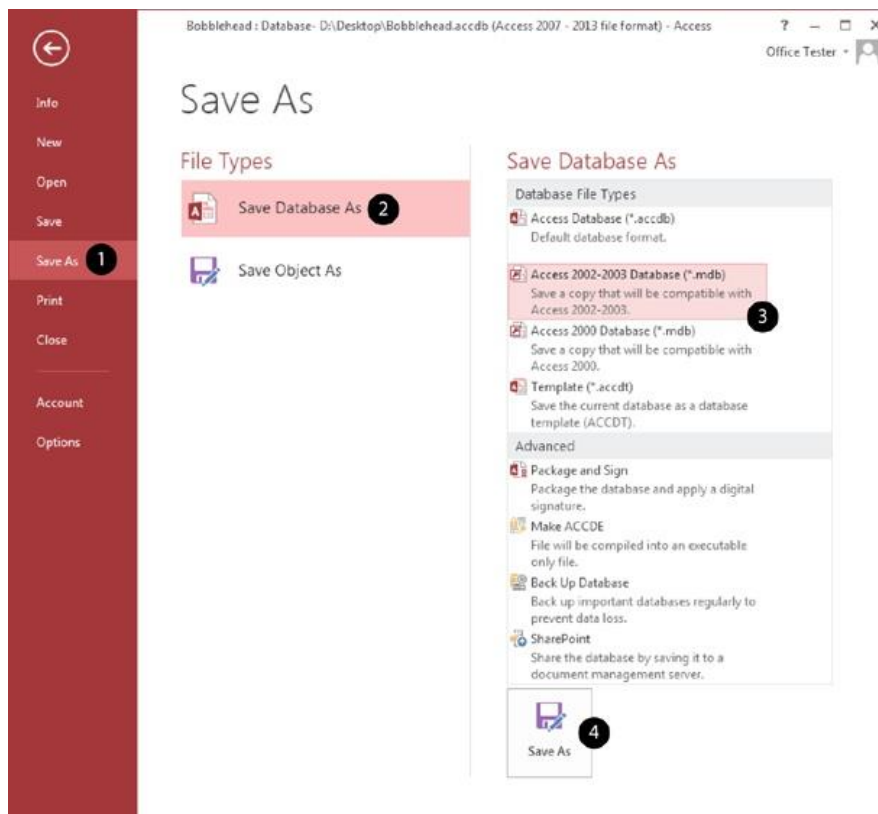 Bobblehead : Database- D:\Desktop\Bobblehead.accdb (Access 2007 - 2013 file format) - Access
?
Office Tester
Info
New
Open
Save
Save As 1
Print
Close
Account
Options
Save As
File Types
Save Database As 2
Save Object As
Save Database As
Database File Types
Access Database (*.accdb)
Default database format.
Access 2002-2003 Database (*.mdb)
Save a copy that will be compatible with
Access 2002-2003.
3
Access 2000 Database (*.mdb)
Save a copy that will be compatible with
Access 2000.
Template (*.accdt)
Save the current database as a database
template (ACCDT).
Advanced
Package and Sign
Package the database and apply a digital
signature.
Make ACCDE
File will be compiled into an executable
only file.
Back Up Database
Back up important databases regularly to
prevent data loss.
SharePoint
Share the database by saving it to a
document management server.
Save As
4